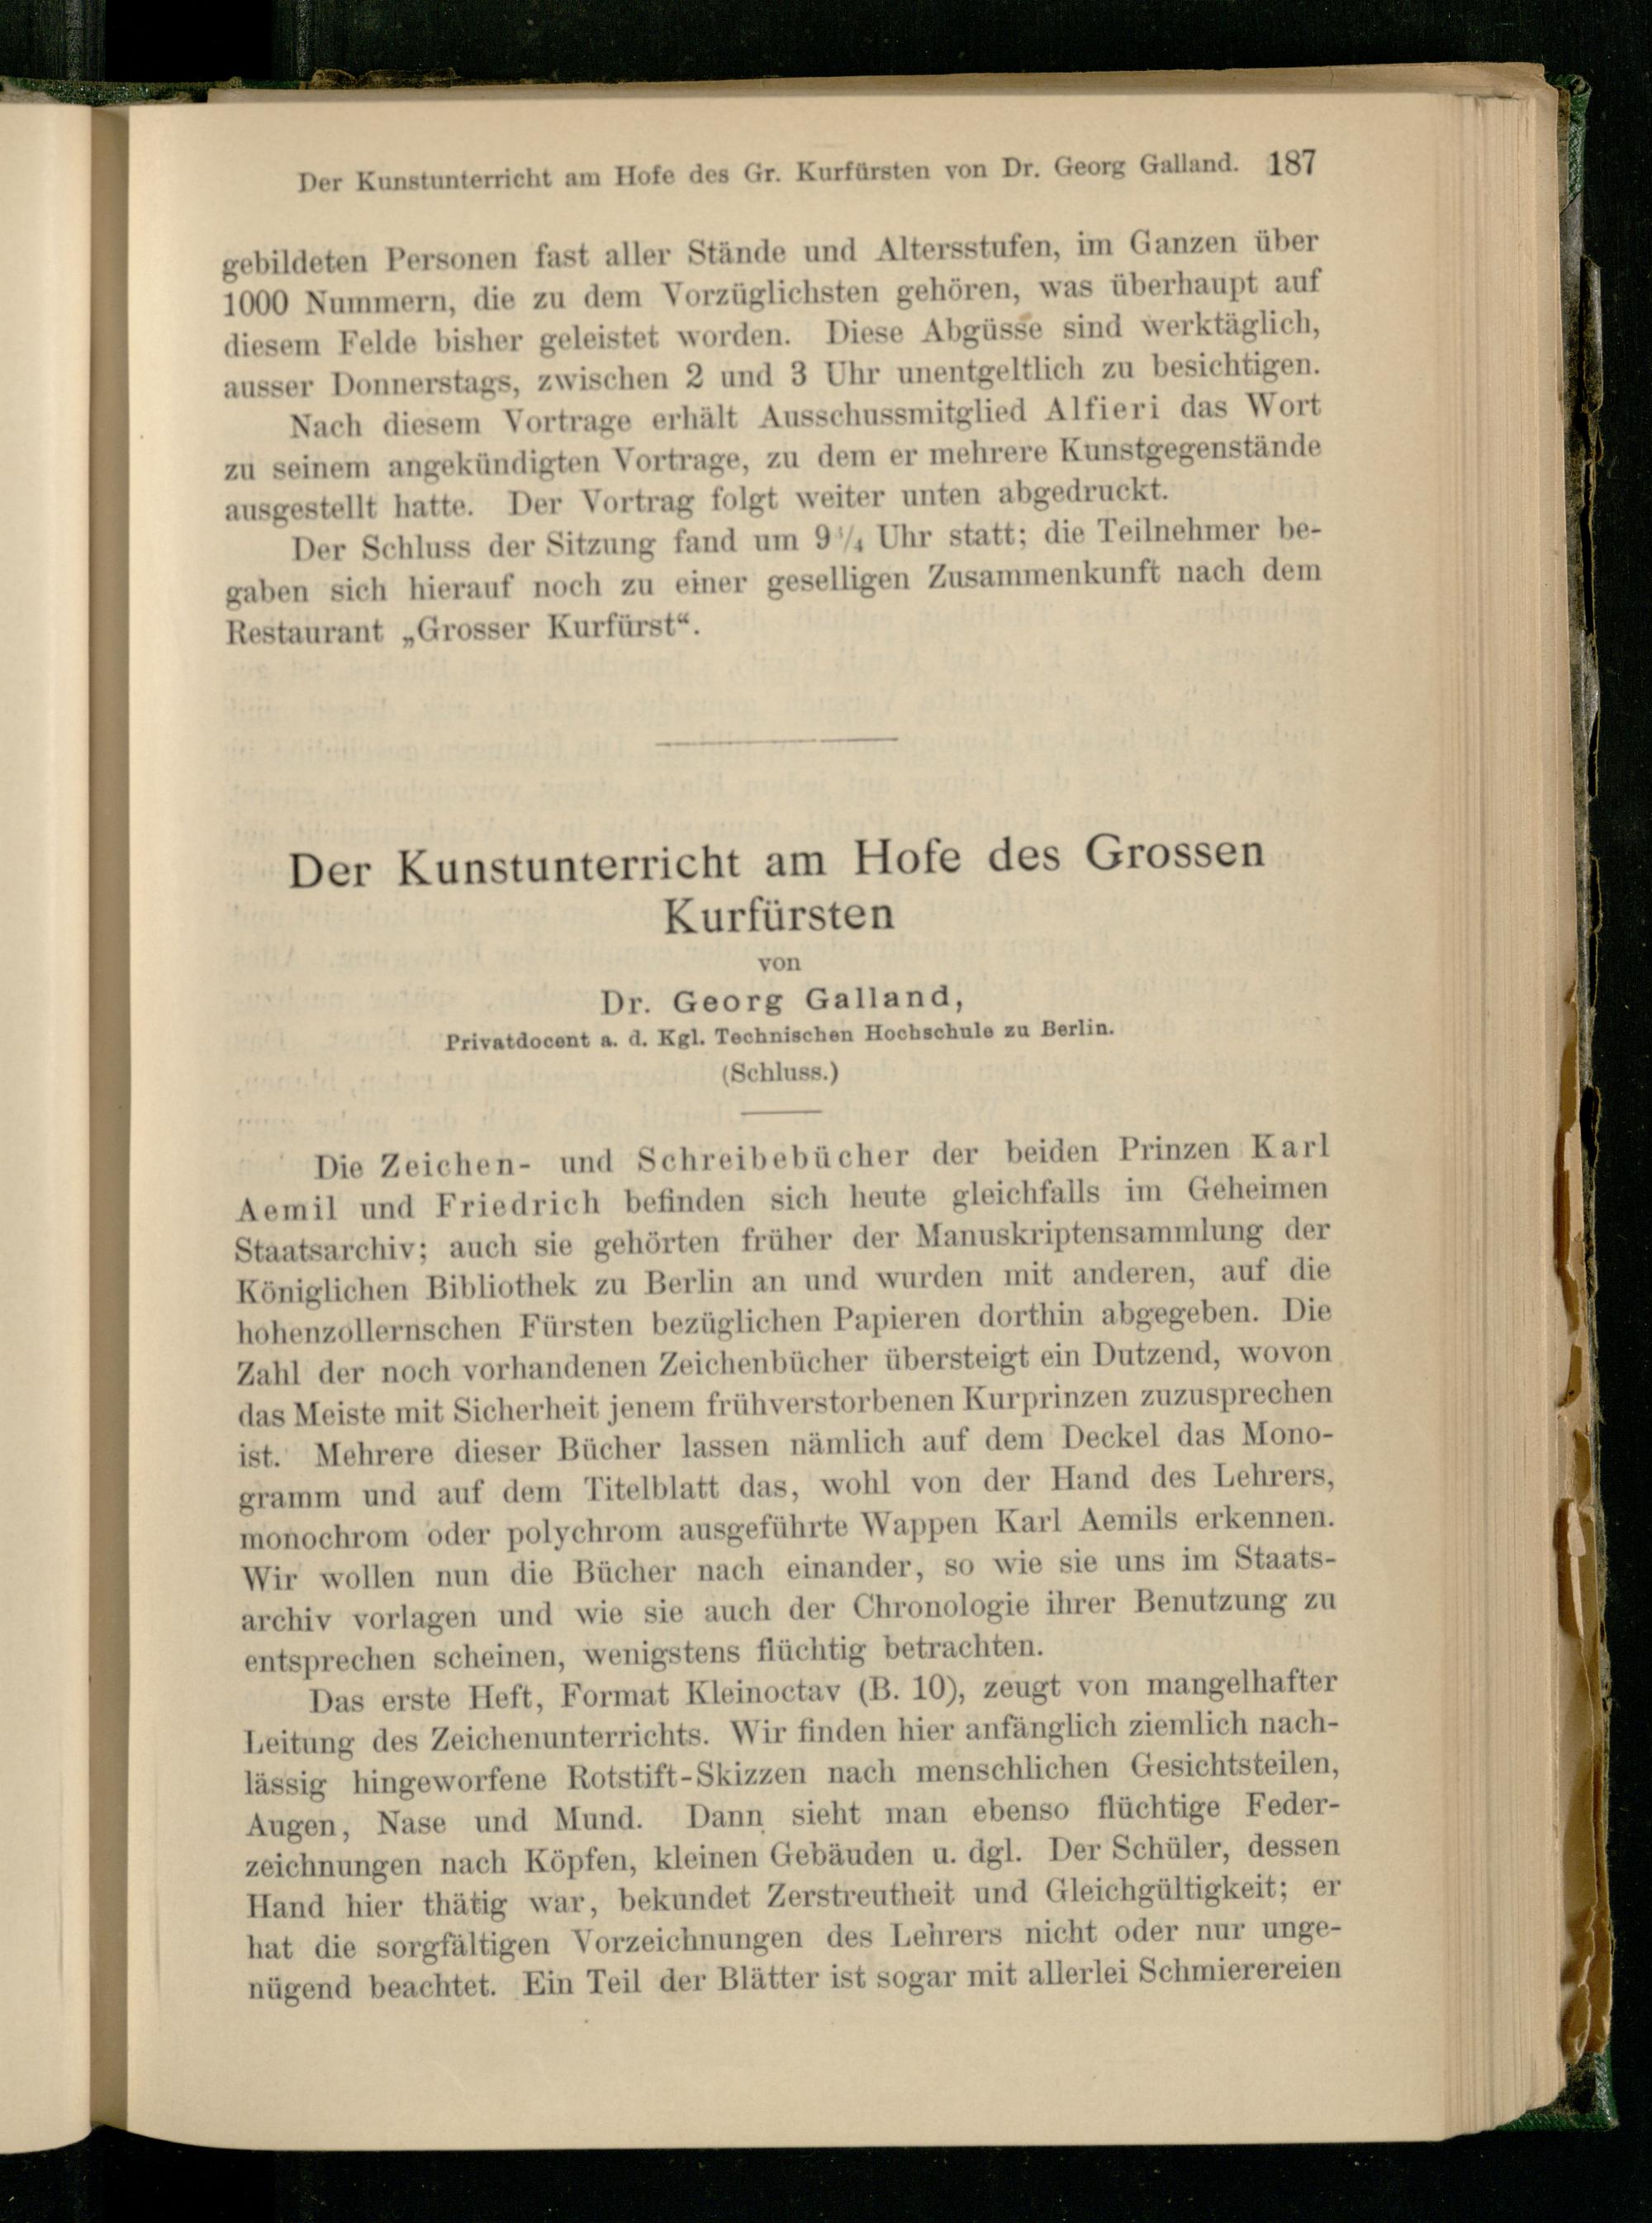 Der Kunstunterricht am Hofe des Gr. Kurfürsten von Dr. Georg Galland. 187
gebildeten Personen fast aller Stände und Altersstufen, im Ganzen über
1000 Nummern, die zu dem Vorzüglichsten gehören, was überhaupt auf
diesem Felde bisher geleistet worden. Diese Abgüsse sind werktäglich,
ausser Donnerstags, zwischen 2 und 3 Uhr unentgeltlich zu besichtigen.
Nach diesem Vortrage erhält Ausschussmitglied Alfieri das Wort
zu seinem angekündigten Vortrage, zu dem er mehrere Kunstgegenstände
ausgestellt hatte. Der Vortrag folgt weiter unten abgedruckt.
Der Schluss der Sitzung fand um 9 ¾ Uhr statt; die Teilnehmer be-
gaben sich hierauf noch zu einer geselligen Zusammenkunft nach dem
Restaurant „Grosser Kurfürst“.
Der Kunstunterricht am Hofe des Grossen
Kurfürsten
von
Dr. Georg Galland,
Privatdocent a. d. Kgl. Technischen Hochschule zu Berlin.
(Schluss.)
Die Zeichen- und Schreibebücher der beiden Prinzen Karl
Aemil und Friedrich befinden sich heute gleichfalls im Geheimen
Staatsarchiv; auch sie gehörten früher der Manuskriptensammlung der
Königlichen Bibliothek zu Berlin an und wurden mit anderen, auf die
hohenzollernschen Fürsten bezüglichen Papieren dorthin abgegeben. Die
Zahl der noch vorhandenen Zeichenbücher übersteigt ein Dutzend, wovon
das Meiste mit Sicherheit jenem frühverstorbenen Kurprinzen zuzusprechen
ist. Mehrere dieser Bücher lassen nämlich auf dem Deckel das Mono-
gramm und auf dem Titelblatt das, wohl von der Hand des Lehrers,
monochrom oder polychrom ausgeführte Wappen Karl Aemils erkennen.
Wir wollen nun die Bücher nach einander, so wie sie uns im Staats-
archiv vorlagen und wie sie auch der Chronologie ihrer Benutzung zu
entsprechen scheinen, wenigstens flüchtig betrachten.
Das erste Heft, Format Kleinoctav (B. 10), zeugt von mangelhafter
Leitung des Zeichenunterrichts. Wir finden hier anfänglich ziemlich nach-
lässig hingeworfene Rotstift-Skizzen nach menschlichen Gesichtsteilen,
Augen, Nase und Mund. Dann sieht man ebenso flüchtige Feder-
zeichnungen nach Köpfen, kleinen Gebäuden u. dgl. Der Schüler, dessen
Hand hier thätig war, bekundet Zerstreutheit und Gleichgültigkeit; er
hat die sorgfältigen Vorzeichnungen des Lehrers nicht oder nur unge-
nügend beachtet. Ein Teil der Blätter ist sogar mit allerlei Schmierereien